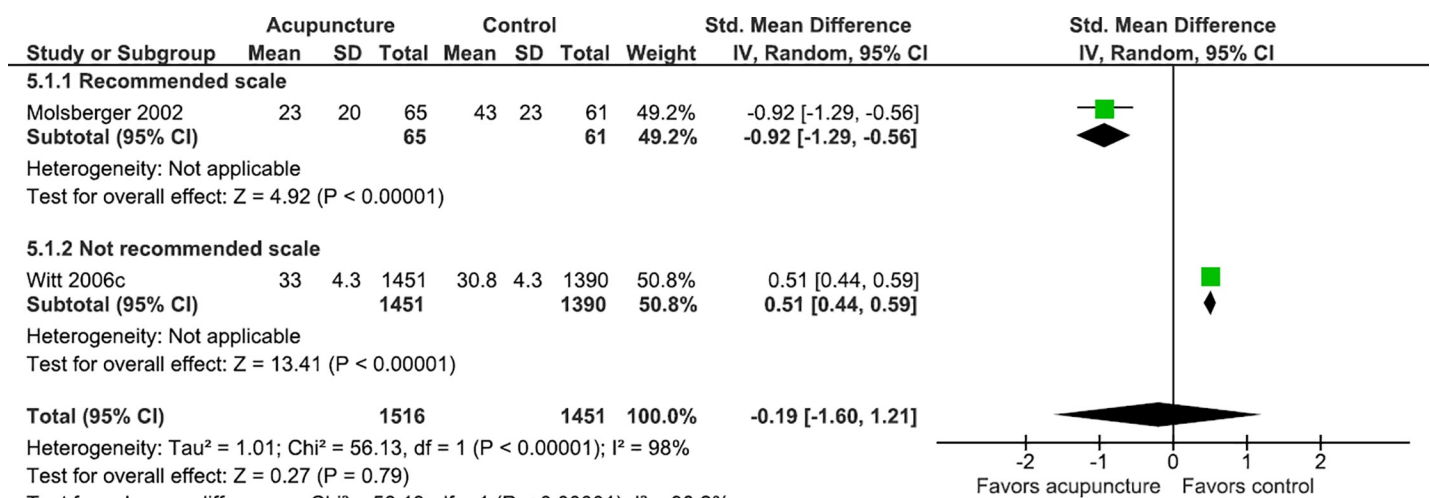 Acupuncture Control Std. Mean Difference Std. Mean Difference
Study or Subgroup Mean SD Total Mean SD Total Weight IV, Random, 95% CI IV, Random, 95% CI
5.1.1 Recommended scale
Molsberger 2002 23 20 65 43 23 61 49.2% -0.92 [-1.29, -0.56]
Subtotal (95% CI) 65 61 49.2% -0.92 [-1.29, -0.56]
Heterogeneity: Not applicable
Test for overall effect: Z = 4.92 (P < 0.00001)
5.1.2 Not recommended scale
Witt 2006c 33 4.3 1451 30.8 4.3 1390 50.8% 0.51 [0.44, 0.59]
Subtotal (95% CI) 1451 1390 50.8% 0.51 [0.44, 0.59]
Heterogeneity: Not applicable
Test for overall effect: Z = 13.41 (P < 0.00001)
Total (95% CI) 1516 1451 100.0% -0.19 [-1.60, 1.21]
Heterogeneity: Tau² = 1.01; Chi² = 56.13, df = 1 (P < 0.00001); I² = 98%
-2 -1 0 1 2
Test for overall effect: Z = 0.27 (P = 0.79)
Favors acupuncture Favors control